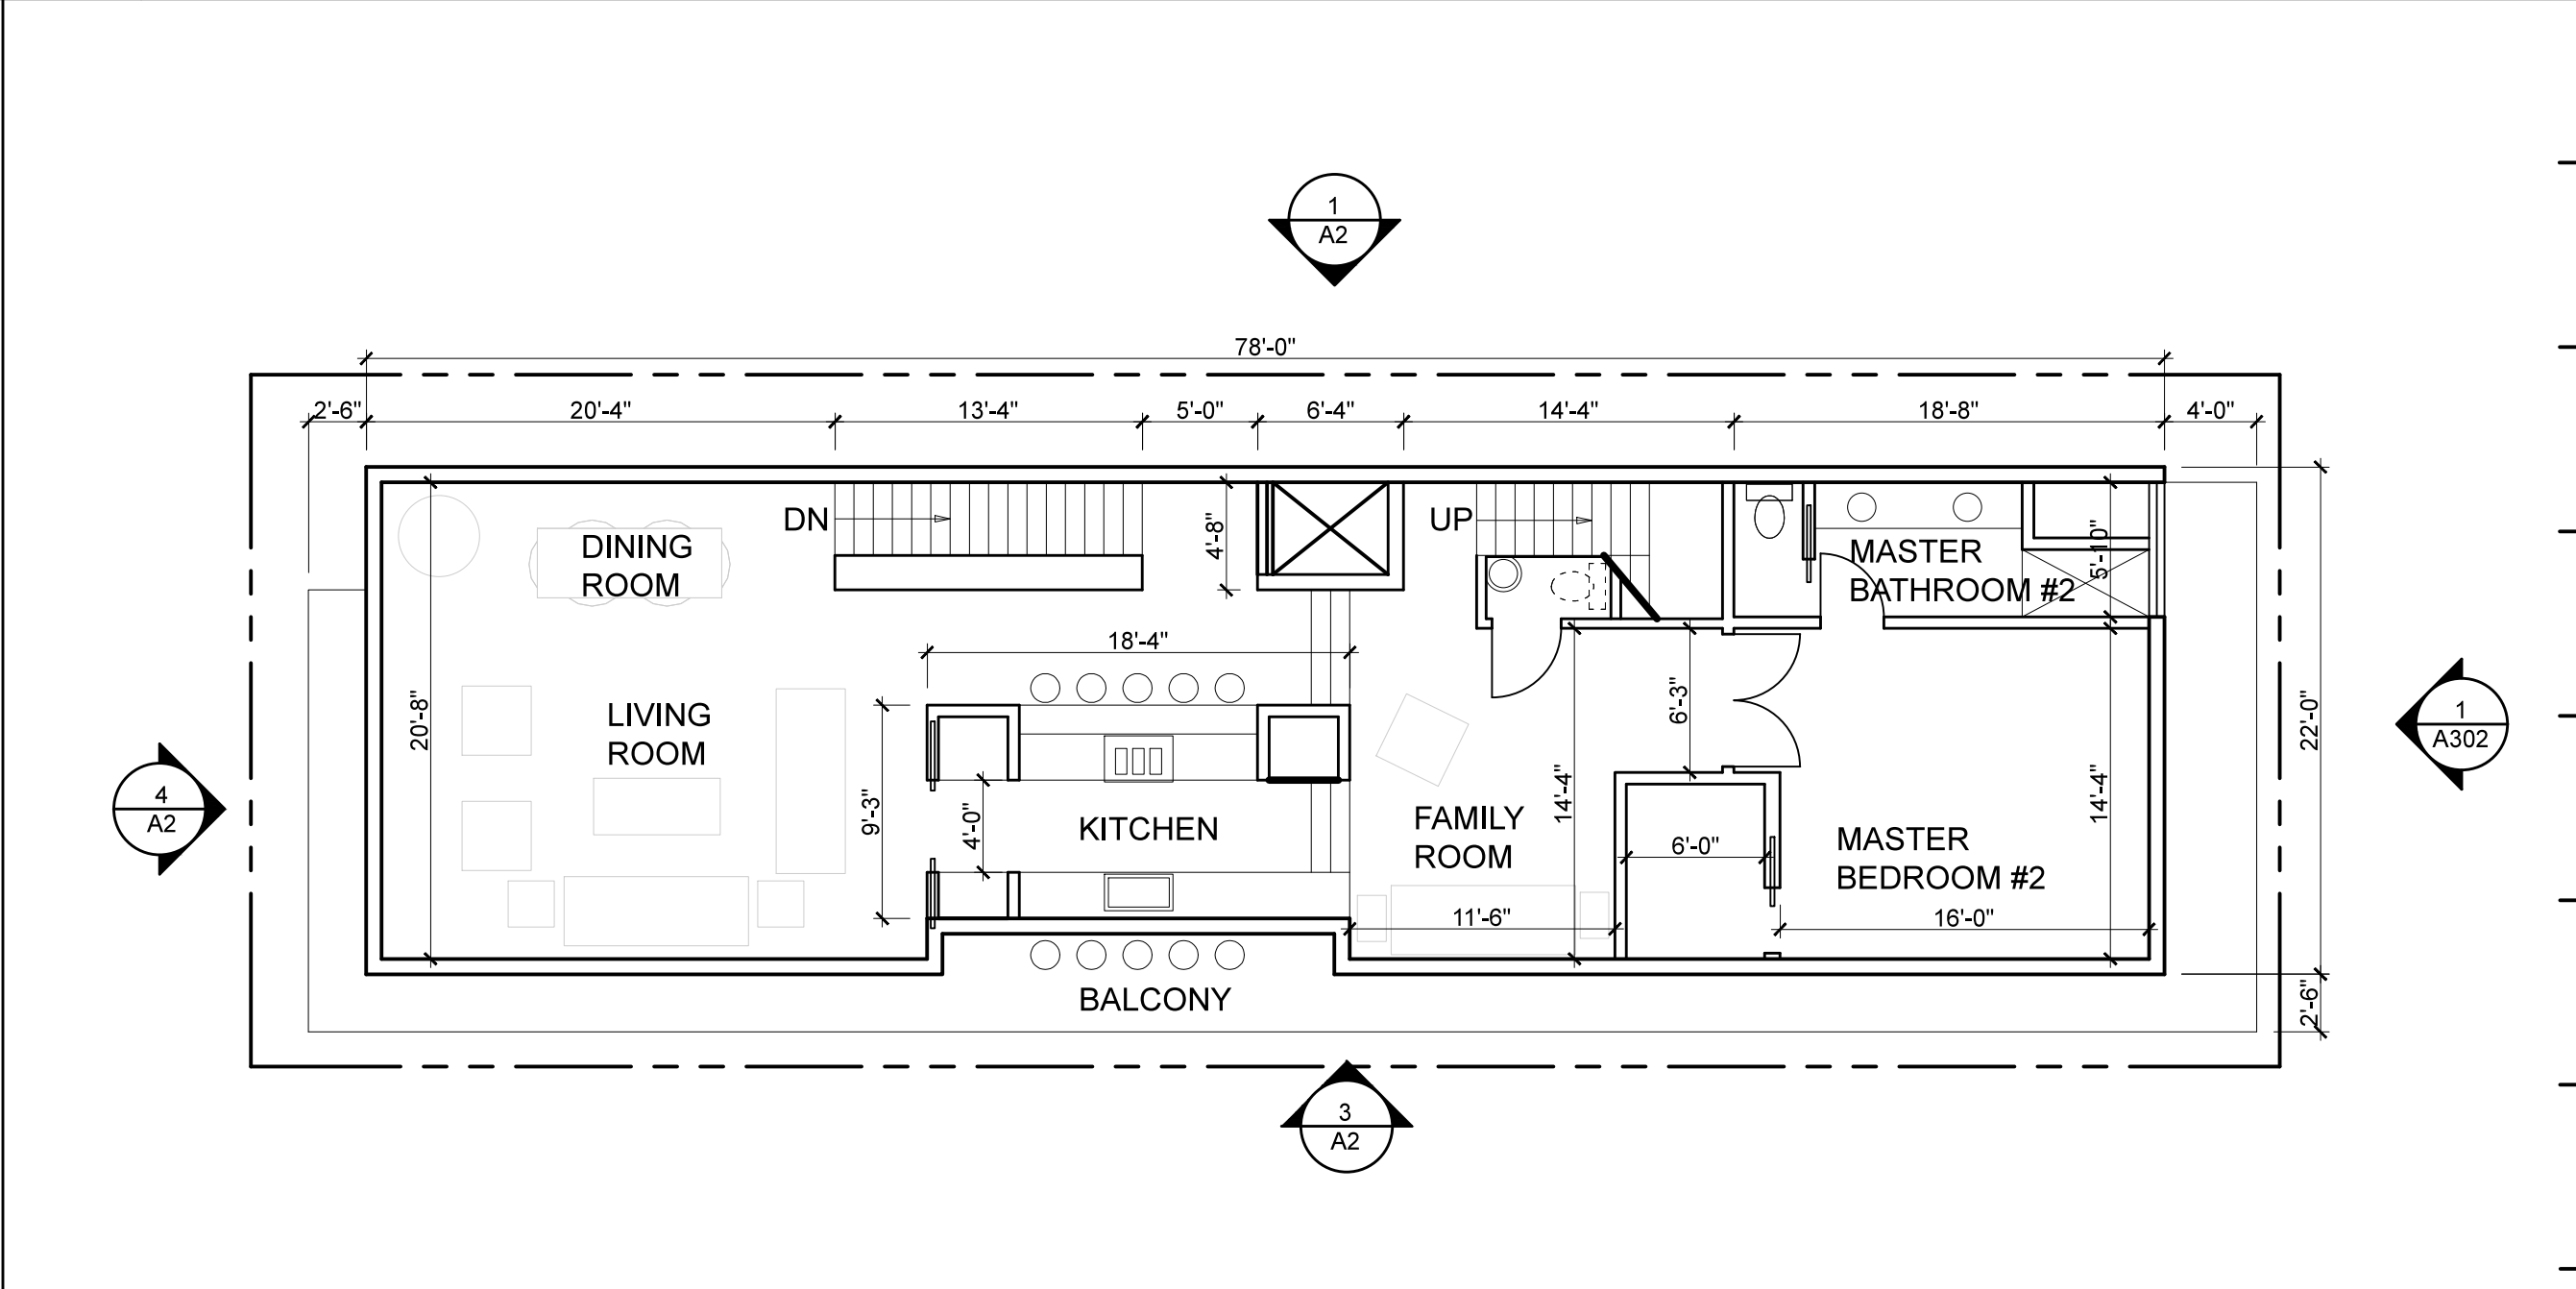 1
A2
78'-0"
2'-6"
20'-4"
13'-4"
5'-0"
6'-4"
14'-4"
18'-8"
4'-0"
DN
4'-8"
UP
DINING
ROOM
MASTER
BATHROOM #2
5'-10"
18'-4"
20'-8"
LIVING
ROOM
6'-3"
22'-0"
1
A302
4
A2
9'-3"
4'-0"
KITCHEN
FAMILY
ROOM
14'-4"
6'-0"
MASTER
BEDROOM #2
14'-4"
11'-6"
16'-0"
BALCONY
2'-6"
3
A2